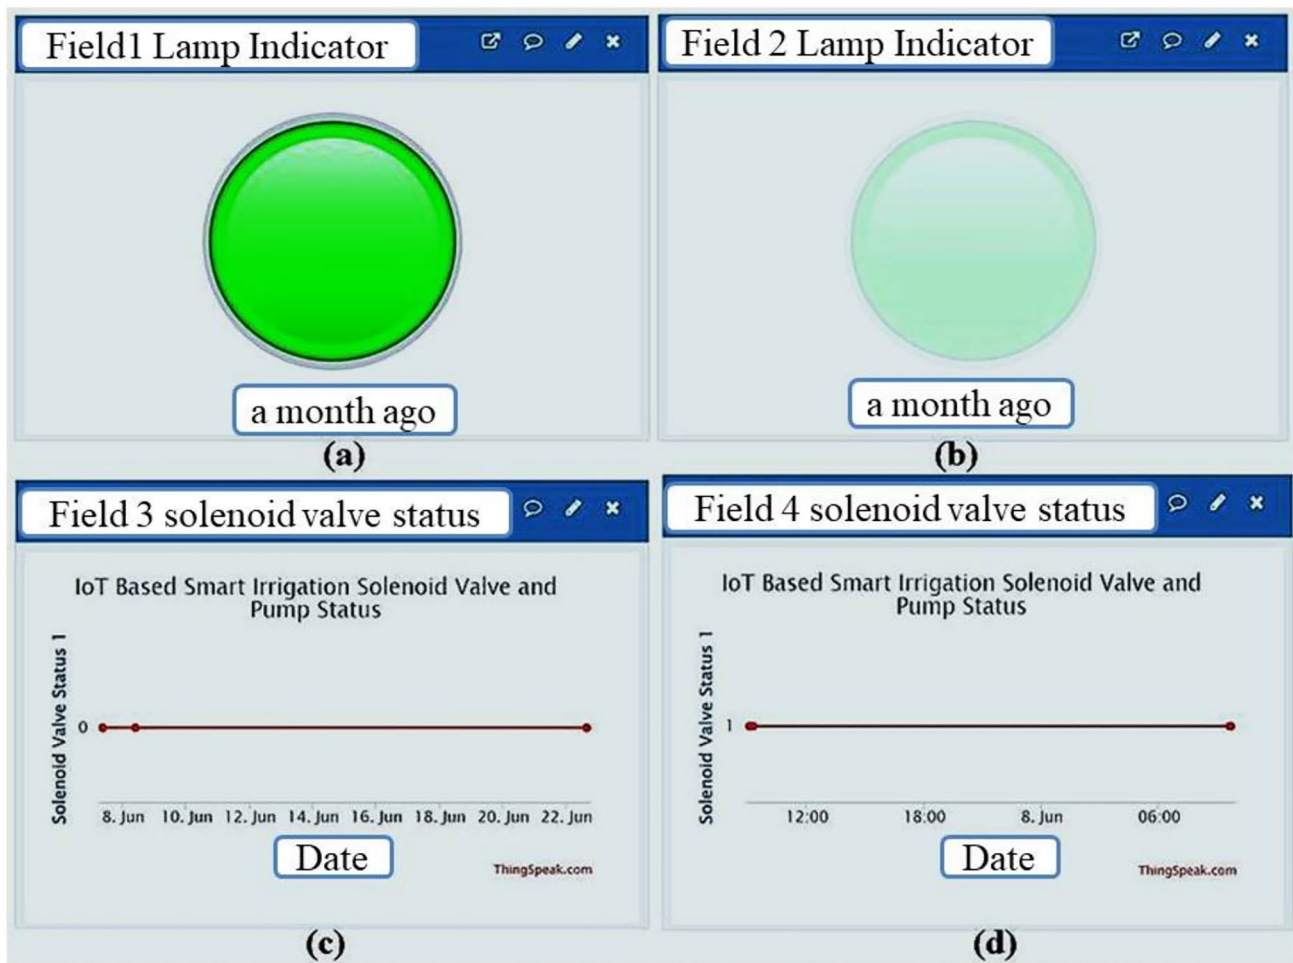 Field1 Lamp Indicator
a month ago
(a)
Field 2 Lamp Indicator
a month ago
(b)
Field 3 solenoid valve status
IoT Based Smart Irrigation Solenoid Valve and
Pump Status
Solenoid Valve Status 1
0
8. Jun 10. Jun 12. Jun 14. Jun 16. Jun 18. Jun 20. Jun 22. Jun
Date
ThingSpeak.com
(c)
Field 4 solenoid valve status
IoT Based Smart Irrigation Solenoid Valve and
Pump Status
Solenoid Valve Status 1
1
12:00 18:00 8. Jun 06:00
Date
ThingSpeak.com
(d)